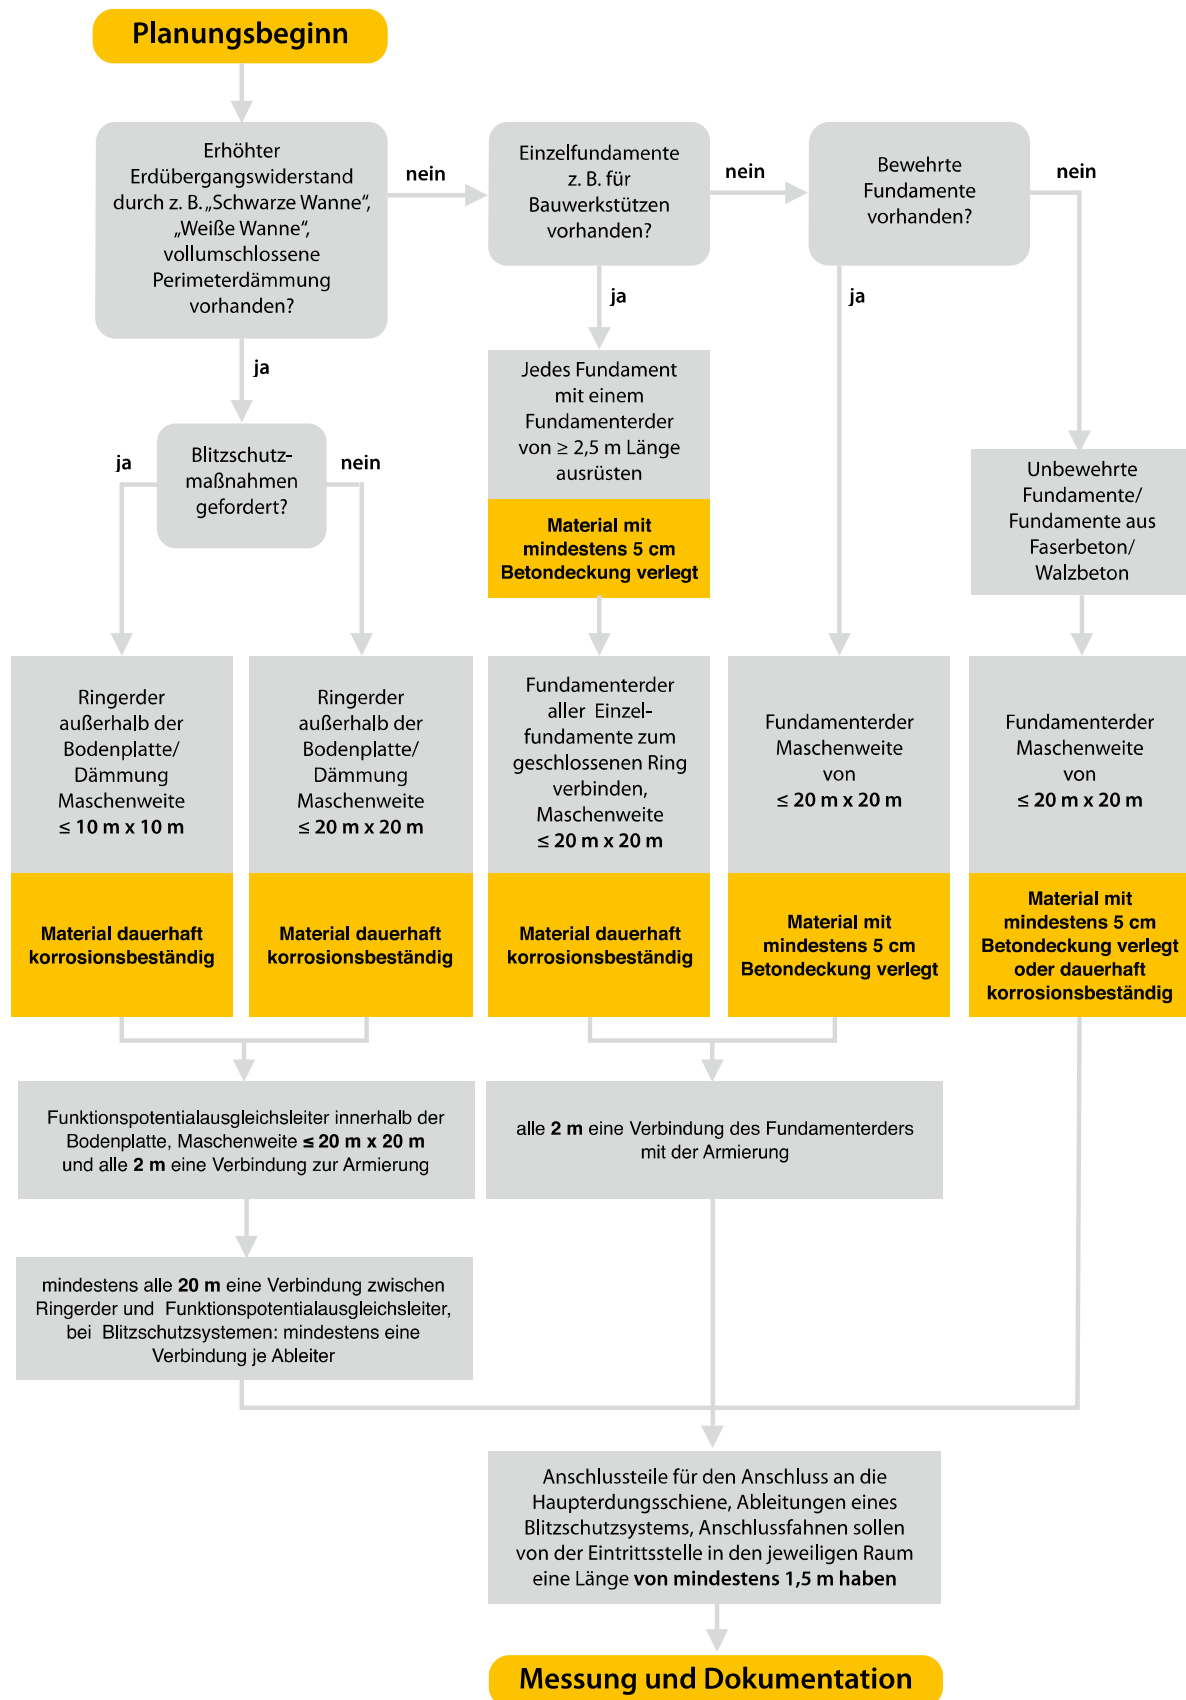 Planungsbeginn
Erhöhter
Erdübergangswiderstand
durch z. B. „Schwarze Wanne“,
„Weiße Wanne“,
vollumschlossene
Perimeterdämmung
vorhanden?
nein
Einzelfundamente
z. B. für
Bauwerkstützen
vorhanden?
nein
Bewehrte
Fundamente
vorhanden?
nein
ja
ja
ja
Jedes Fundament
mit einem
Fundamenterder
von ≥ 2,5 m Länge
ausrüsten
Material mit
mindestens 5 cm
Betondeckung verlegt
ja
Blitzschutz-
maßnahmen
gefordert?
nein
Unbewehrte
Fundamente/
Fundamente aus
Faserbeton/
Walzbeton
Ringerder
außerhalb der
Bodenplatte/
Dämmung
Maschenweite
≤ 10 m x 10 m
Material dauerhaft
korrosionsbeständig
Ringerder
außerhalb der
Bodenplatte/
Dämmung
Maschenweite
≤ 20 m x 20 m
Material dauerhaft
korrosionsbeständig
Fundamenterder
aller Einzel-
fundamente zum
geschlossenen Ring
verbinden,
Maschenweite
≤ 20 m x 20 m
Material dauerhaft
korrosionsbeständig
Fundamenterder
Maschenweite
von
≤ 20 m x 20 m
Material mit
mindestens 5 cm
Betondeckung verlegt
Fundamenterder
Maschenweite
von
≤ 20 m x 20 m
Material mit
mindestens 5 cm
Betondeckung verlegt
oder dauerhaft
korrosionsbeständig
Funktionspotentialausgleichsleiter innerhalb der
Bodenplatte, Maschenweite ≤ 20 m x 20 m
und alle 2 m eine Verbindung zur Armierung
alle 2 m eine Verbindung des Fundamenterders
mit der Armierung
mindestens alle 20 m eine Verbindung zwischen
Ringerder und Funktionspotentialausgleichsleiter,
bei Blitzschutzsystemen: mindestens eine
Verbindung je Ableiter
Anschlussteile für den Anschluss an die
Haupterdungsschiene, Ableitungen eines
Blitzschutzsystems, Anschlussfahnen sollen
von der Eintrittsstelle in den jeweiligen Raum
eine Länge von mindestens 1,5 m haben
Messung und Dokumentation